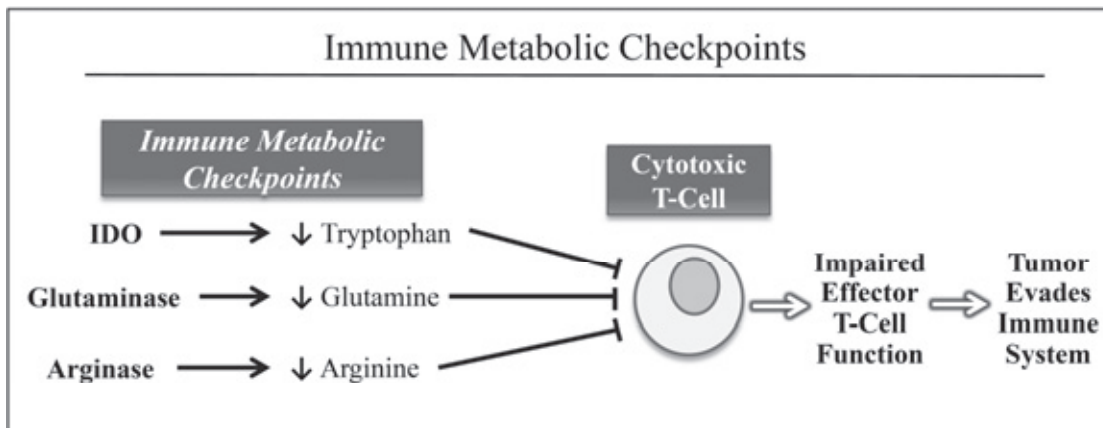 Immune Metabolic Checkpoints
Immune Metabolic
Checkpoints
Cytotoxic
T-Cell
IDO
↓ Tryptophan
Glutaminase
↓ Glutamine
Arginase
↓ Arginine
Impaired
Effector
T-Cell
Function
Tumor
Evades
Immune
System